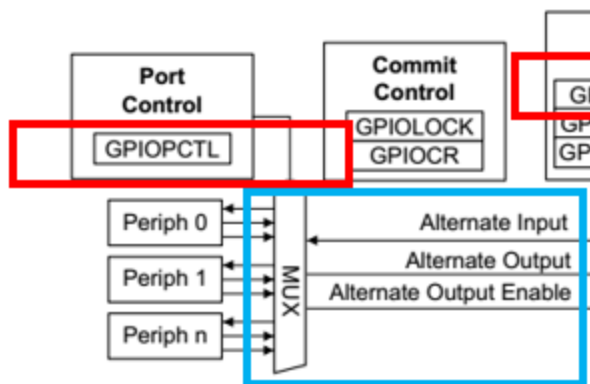 Port
Control
GPIOPCTL
Commit
Control
GPIOLOCK
GPIOCR
Periph 0
Periph 1
Periph n
MUX
Alternate Input
Alternate Output
Alternate Output Enable